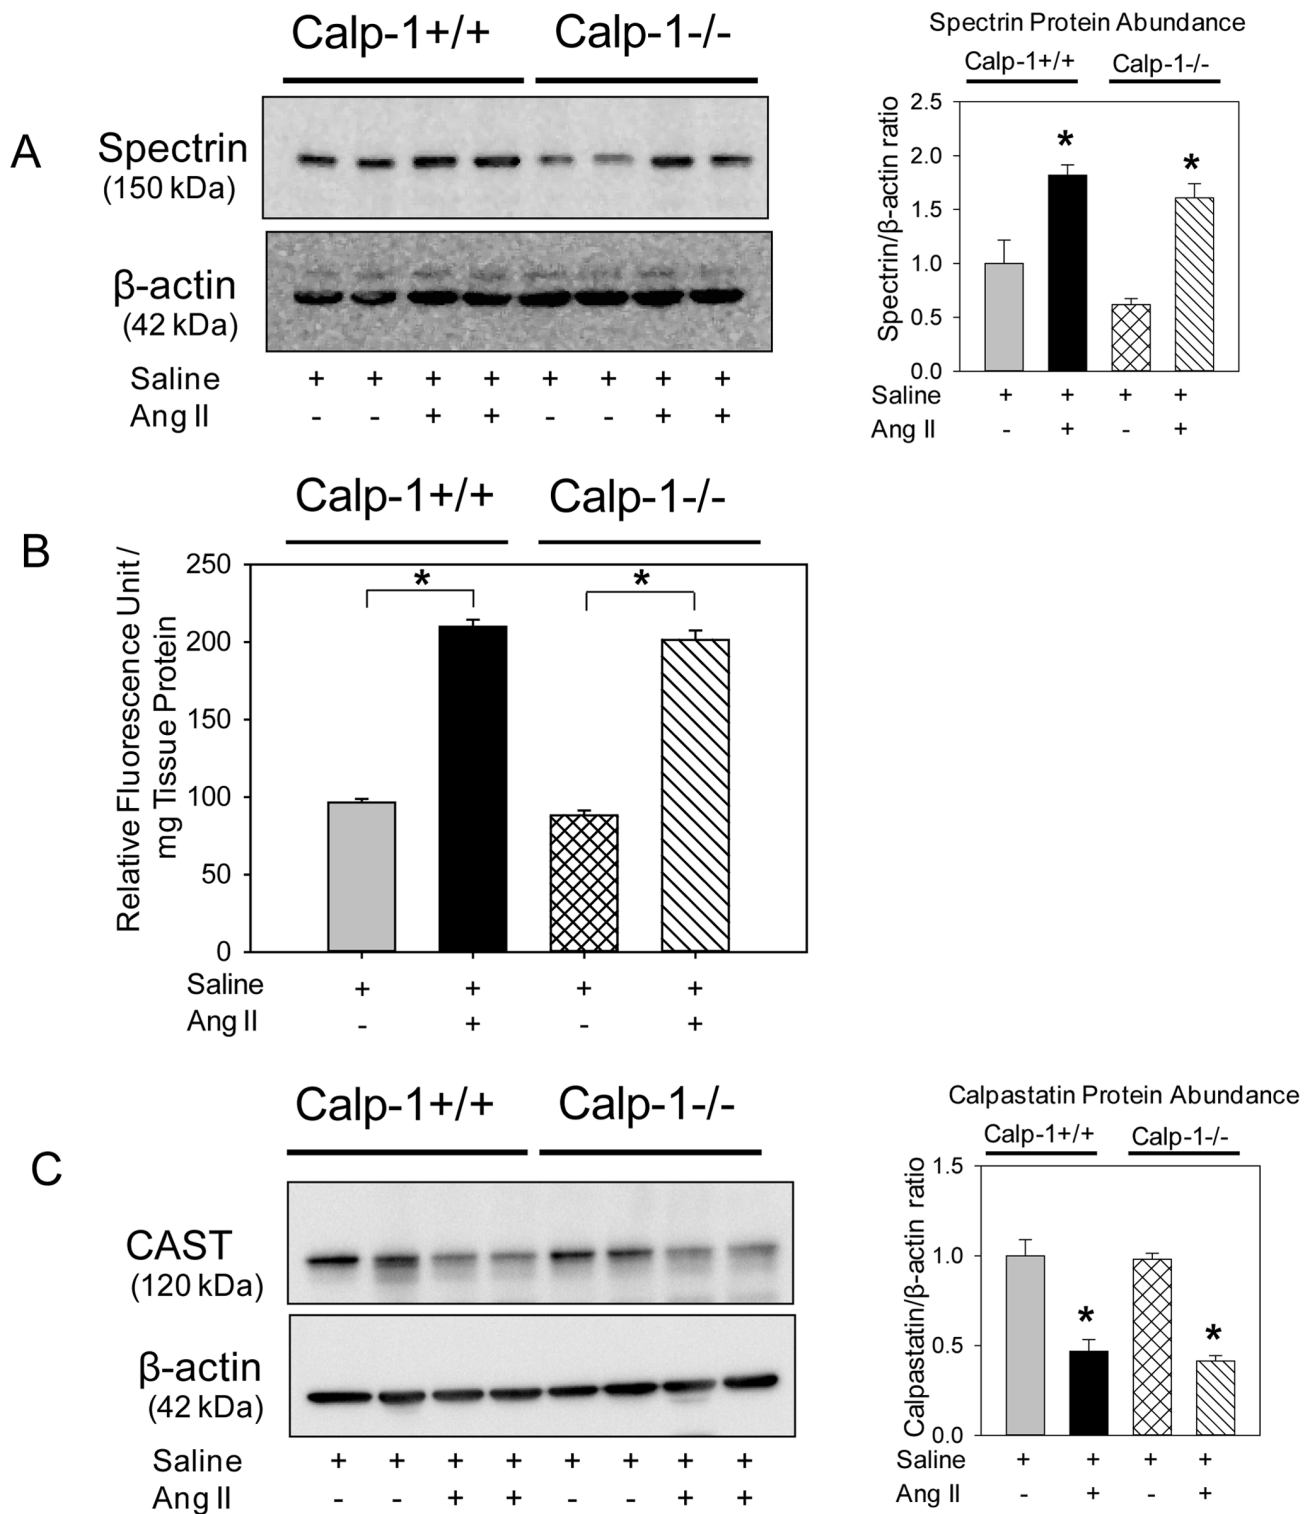 A
Calp-1+/+ Calp-1-/-
Spectrin
(150 kDa)
β-actin
(42 kDa)
Saline + + + + + + + +
Ang II - - + + - - + +
Spectrin Protein Abundance
Calp-1+/+ Calp-1-/-
Spectrin/β-actin ratio
2.5
2.0
1.5
1.0
0.5
0.0
* *
Saline + + + +
Ang II - + - +
B
Calp-1+/+ Calp-1-/-
Relative Fluorescence Unit/
mg Tissue Protein
250
200
150
100
50
0
* *
Saline + + + +
Ang II - + - +
C
Calp-1+/+ Calp-1-/-
CAST
(120 kDa)
β-actin
(42 kDa)
Saline + + + + + + + +
Ang II - - + + - - + +
Calpastatin Protein Abundance
Calp-1+/+ Calp-1-/-
Calpastatin/β-actin ratio
1.5
1.0
0.5
0.0
* *
Saline + + + +
Ang II - + - +